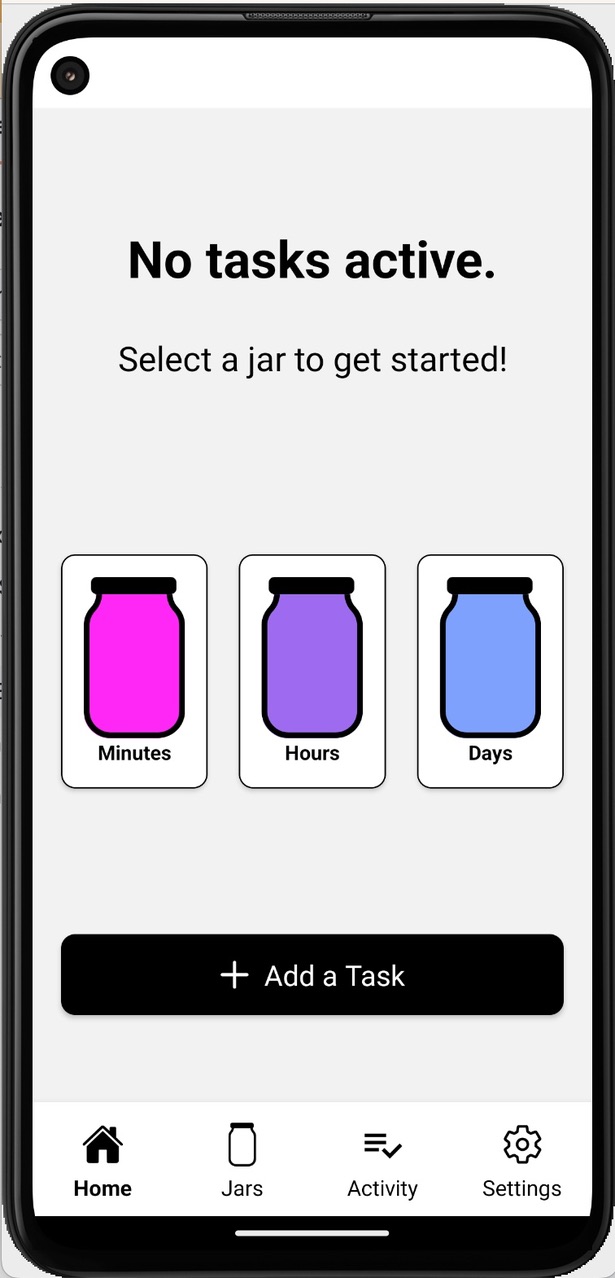 No tasks active.
Select a jar to get started!
Minutes
Hours
Days
Add a Task
Home
Jars
Activity
Settings